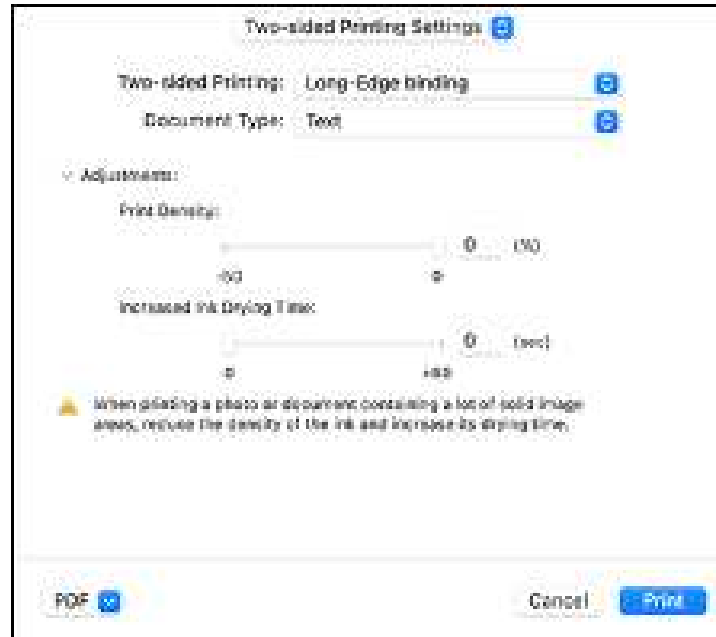 Two-sided Printing Settings
Two-sided Printing: Long-Edge binding
Document Type: Text
Adjustments:
Print Density:
0 (%)
-50 0
Increased Ink Drying Time:
0 (sec)
0 +60
When printing a photo or document containing a lot of solid image
areas, reduce the density of the ink and increase its drying time.
PDF Cancel Print